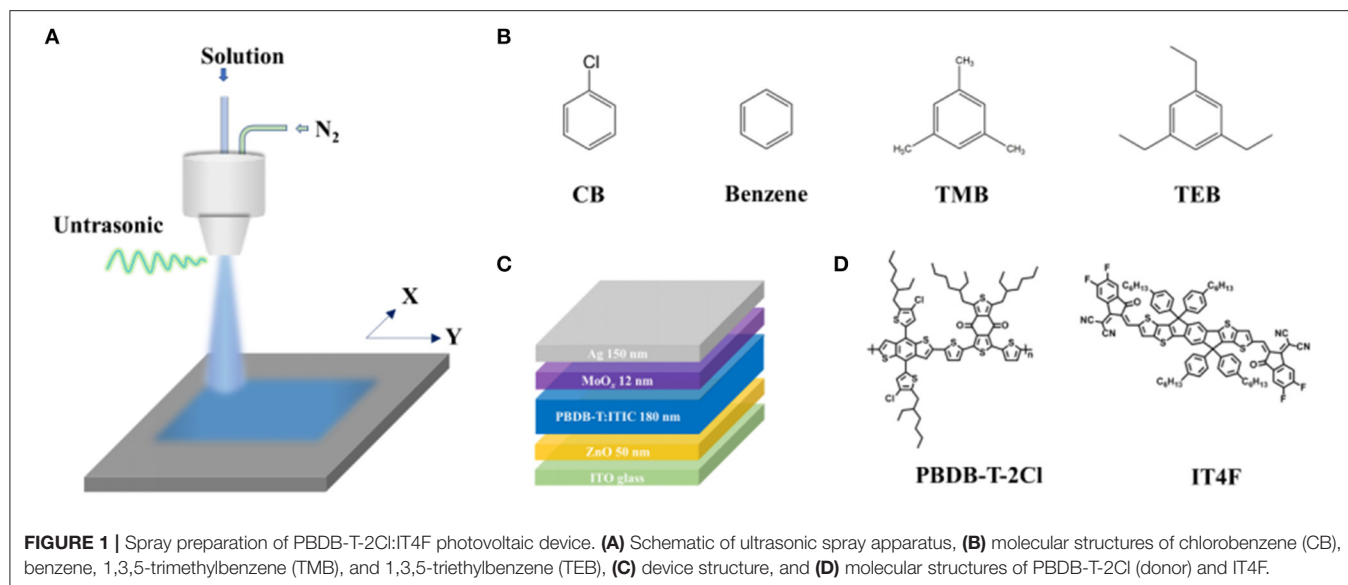 A
Solution
N2
Untrasonic
X
Y
B
Cl
CB
Benzene
CH3
H3C
CH3
TMB
TEB
C
Ag 150 nm
MoOx 12 nm
PBDB-T:ITIC 180 nm
ZnO 50 nm
ITO glass
D
S
Cl
S
S
O
O
S
S
S
S
S
n
S
Cl
PBDB-T-2Cl
F
F
C6H13
C6H13
O
NC
CN
S
S
S
S
NC
CN
O
C6H13
C6H13
F
F
IT4F
FIGURE 1 | Spray preparation of PBDB-T-2Cl:IT4F photovoltaic device. (A) Schematic of ultrasonic spray apparatus, (B) molecular structures of chlorobenzene (CB),
benzene, 1,3,5-trimethylbenzene (TMB), and 1,3,5-triethylbenzene (TEB), (C) device structure, and (D) molecular structures of PBDB-T-2Cl (donor) and IT4F.